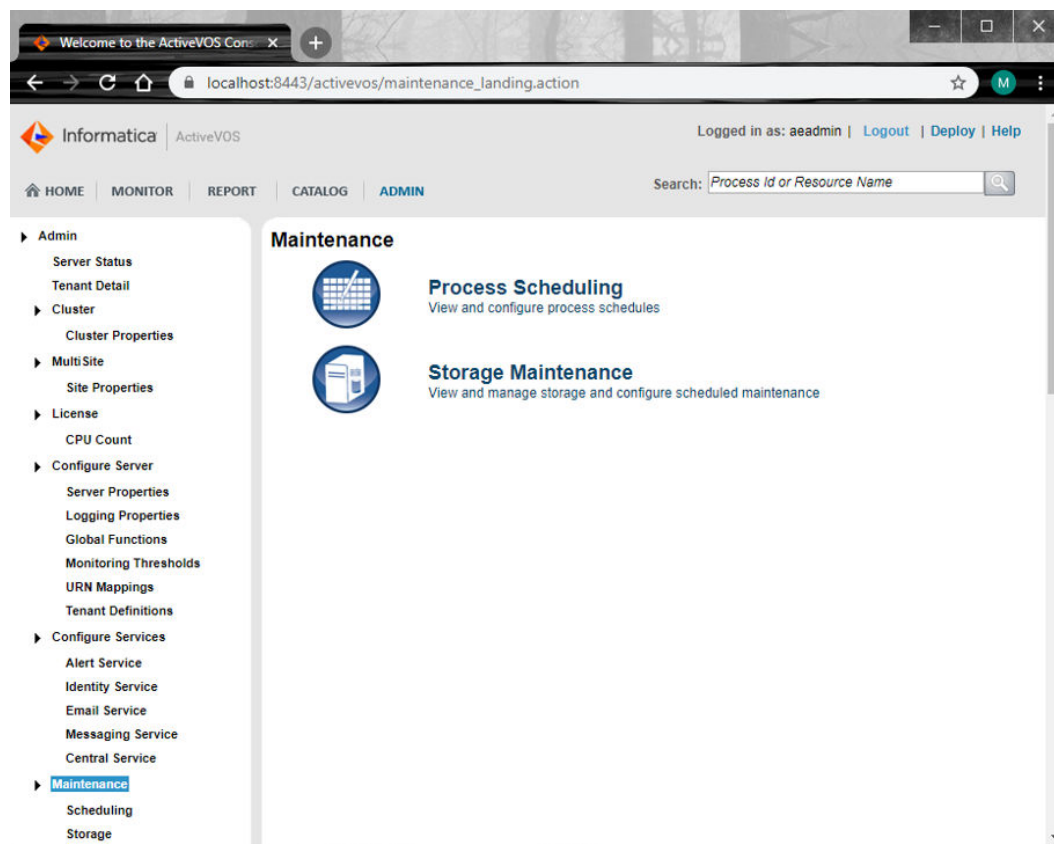 Welcome to the ActiveVOS Cons
localhost:8443/activevos/maintenance_landing.action
M
Informatica ActiveVOS
Logged in as: aeadmin | Logout | Deploy | Help
HOME MONITOR REPORT CATALOG ADMIN
Search: Process Id or Resource Name
Admin
Server Status
Tenant Detail
Cluster
Cluster Properties
MultiSite
Site Properties
License
CPU Count
Configure Server
Server Properties
Logging Properties
Global Functions
Monitoring Thresholds
URN Mappings
Tenant Definitions
Configure Services
Alert Service
Identity Service
Email Service
Messaging Service
Central Service
Maintenance
Scheduling
Storage
Maintenance
Process Scheduling
View and configure process schedules
Storage Maintenance
View and manage storage and configure scheduled maintenance